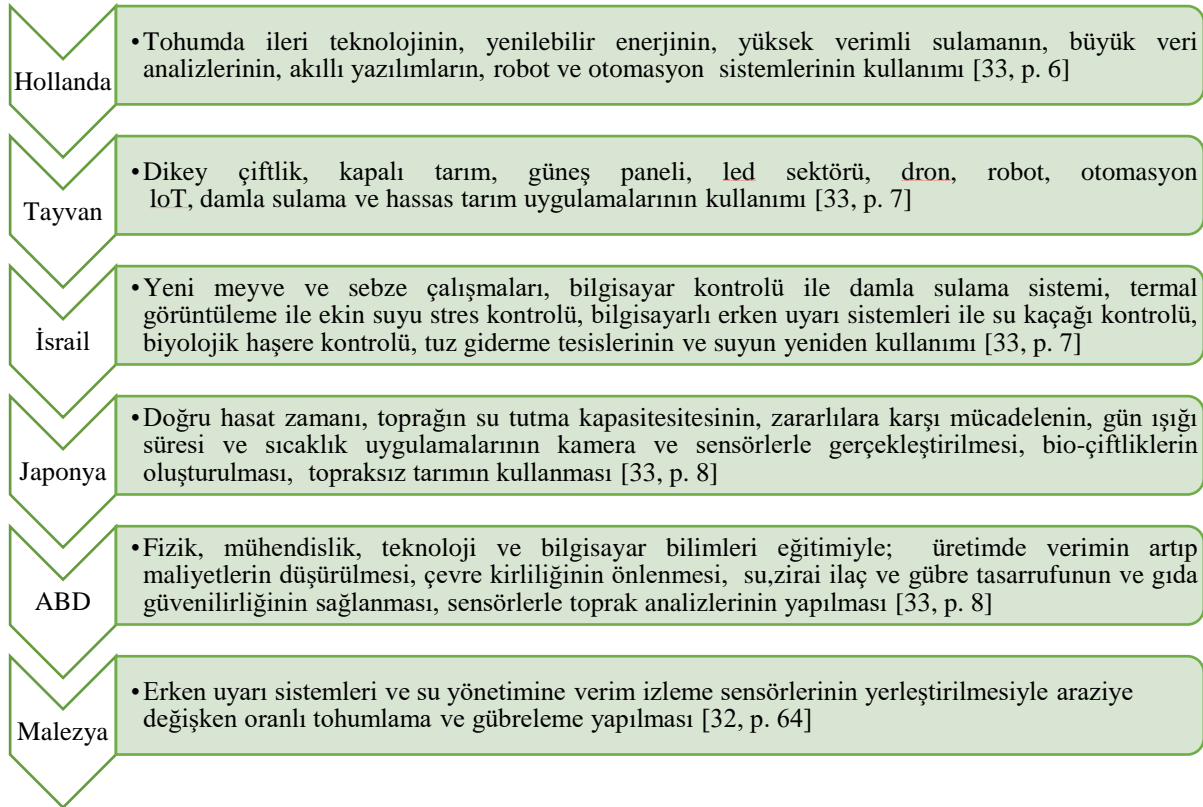 Hollanda
•Tohumda ileri teknolojinin, yenilebilir enerjinin, yüksek verimli sulamanın, büyük veri
analizlerinin, akıllı yazılımların, robot ve otomasyon sistemlerinin kullanımı [33, p. 6]
Tayvan
•Dikey çiftlik, kapalı tarım, güneş paneli, led sektörü, dron, robot, otomasyon
loT, damla sulama ve hassas tarım uygulamalarının kullanımı [33, p. 7]
İsrail
•Yeni meyve ve sebze çalışmaları, bilgisayar kontrolü ile damla sulama sistemi, termal
görüntüleme ile ekin suyu stres kontrolü, bilgisayarlı erken uyarı sistemleri ile su kaçağı kontrolü,
biyolojik haşere kontrolü, tuz giderme tesislerinin ve suyun yeniden kullanımı [33, p. 7]
Japonya
•Doğru hasat zamanı, toprağın su tutma kapasitesitesinin, zararlılara karşı mücadelenin, gün ışığı
süresi ve sıcaklık uygulamalarının kamera ve sensörlerle gerçekleştirilmesi, bio-çiftliklerin
oluşturulması, topraksız tarımın kullanması [33, p. 8]
ABD
•Fizik, mühendislik, teknoloji ve bilgisayar bilimleri eğitimiyle; üretimde verimin artıp
maliyetlerin düşürülmesi, çevre kirliliğinin önlenmesi, su,zirai ilaç ve gübre tasarrufunun ve gıda
güvenilirliğinin sağlanması, sensörlerle toprak analizlerinin yapılması [33, p. 8]
Malezya
•Erken uyarı sistemleri ve su yönetimine verim izleme sensörlerinin yerleştirilmesiyle araziye
değişken oranlı tohumlama ve gübreleme yapılması [32, p. 64]